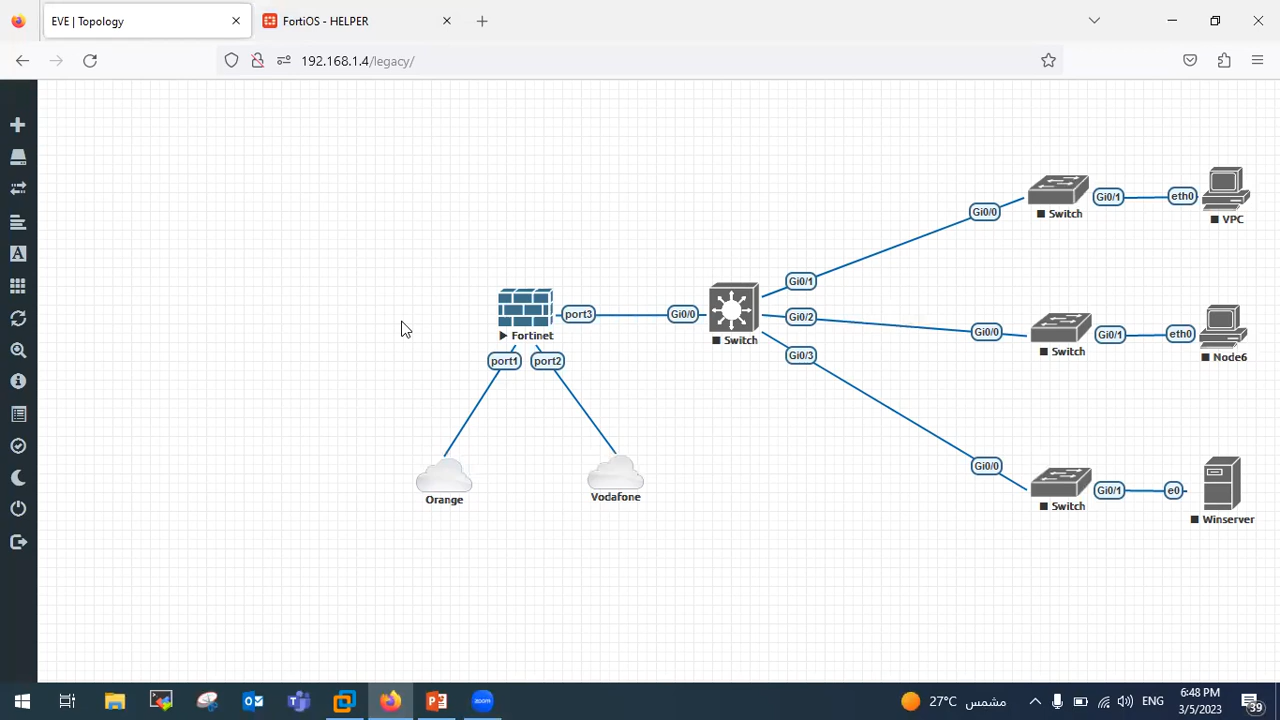 EVE | Topology
FortiOS - HELPER
192.168.1.4/legacy/
Gi0/1 eth0
Switch
VPC
Gi0/0
Gi0/1
port3 Gi0/0
Gi0/2
Gi0/0 Gi0/1 eth0
Fortinet
Switch
Switch
Node6
port1 port2
Gi0/3
Gi0/0
Gi0/1 e0
Orange
Vodafone
Switch
Winserver
27°C مشمس
ENG
6:48 PM
3/5/2023
39